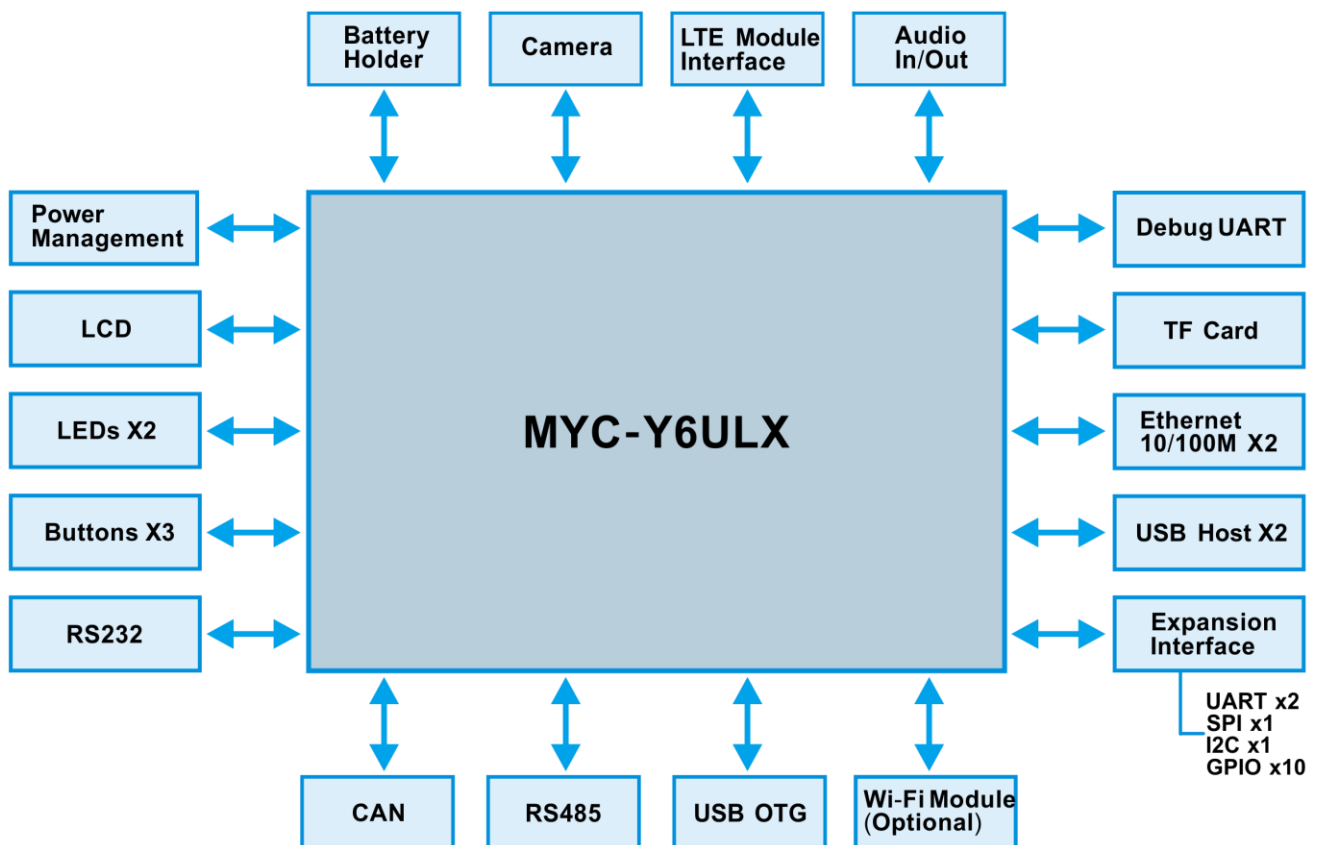 Battery
Holder
Camera
LTE Module
Interface
Audio
In/Out
Power
Management
LCD
LEDs X2
Buttons X3
RS232
MYC-Y6ULX
Debug UART
TF Card
Ethernet
10/100M X2
USB Host X2
Expansion
Interface
UART x2
SPI x1
I2C x1
GPIO x10
CAN
RS485
USB OTG
Wi-Fi Module
(Optional)